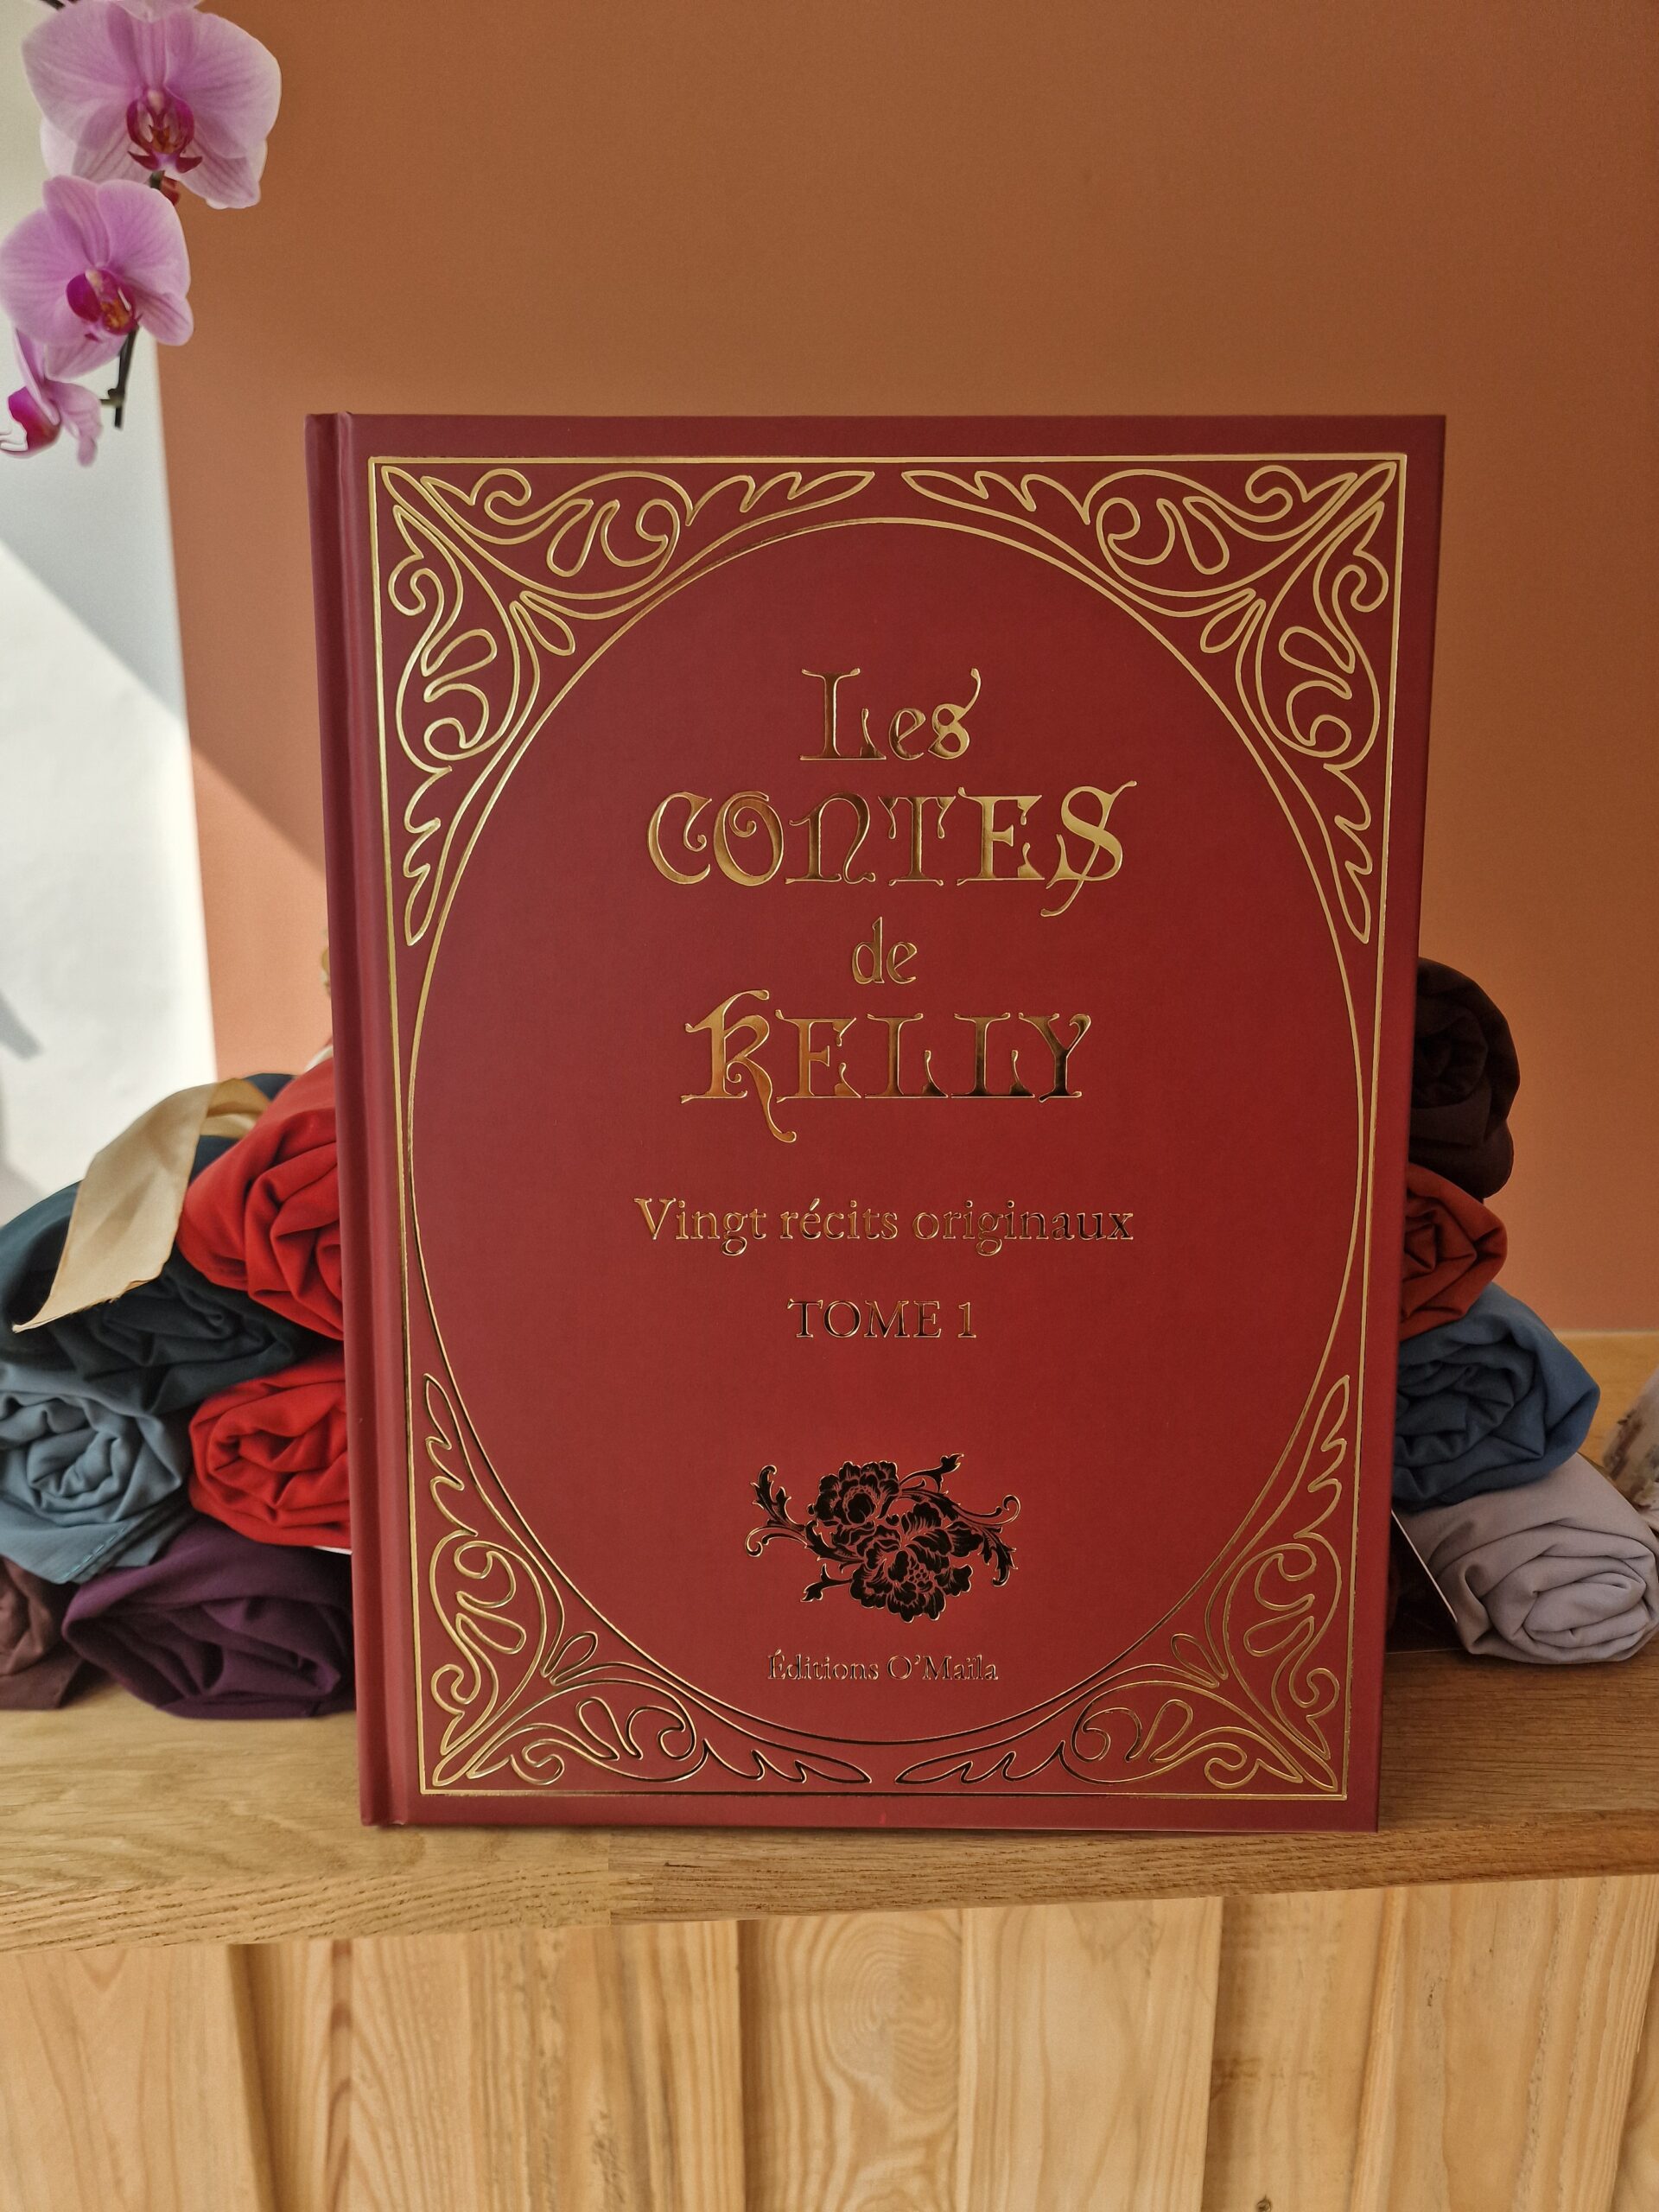 Les
CONTES
de
KELLY
Vingt récits originaux
TOME 1
Éditions O'Maïla